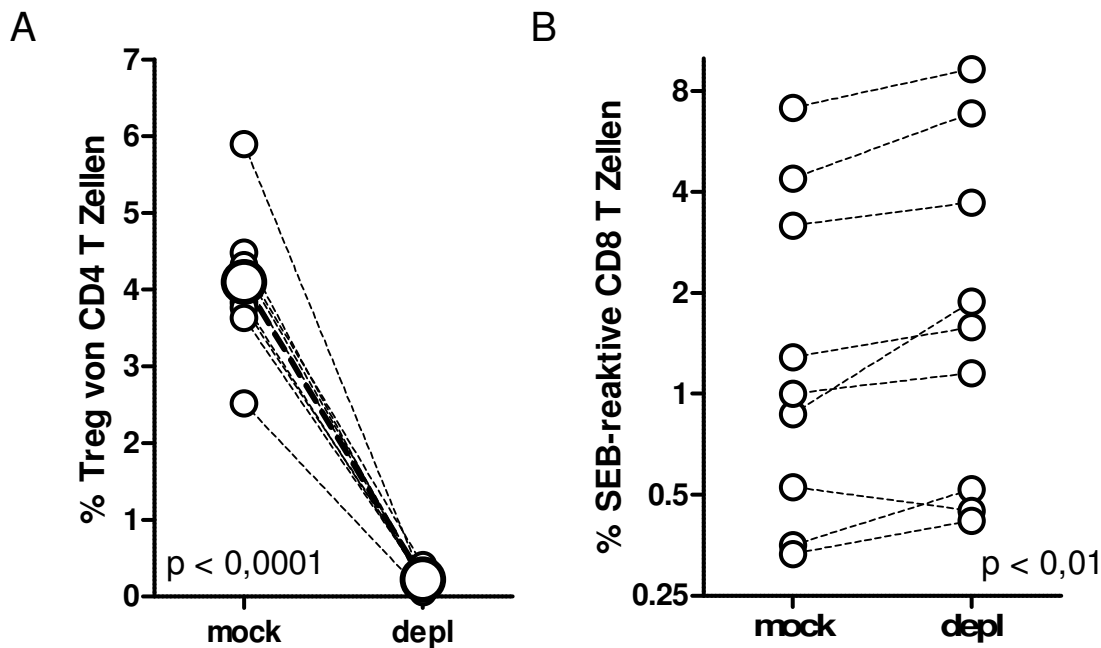 A
% Treg von CD4 T Zellen
7
6
5
4
3
2
1
0
p < 0,0001
mock
depl
B
% SEB-reaktive CD8 T Zellen
8
4
2
1
0.5
0.25
p < 0,01
mock
depl